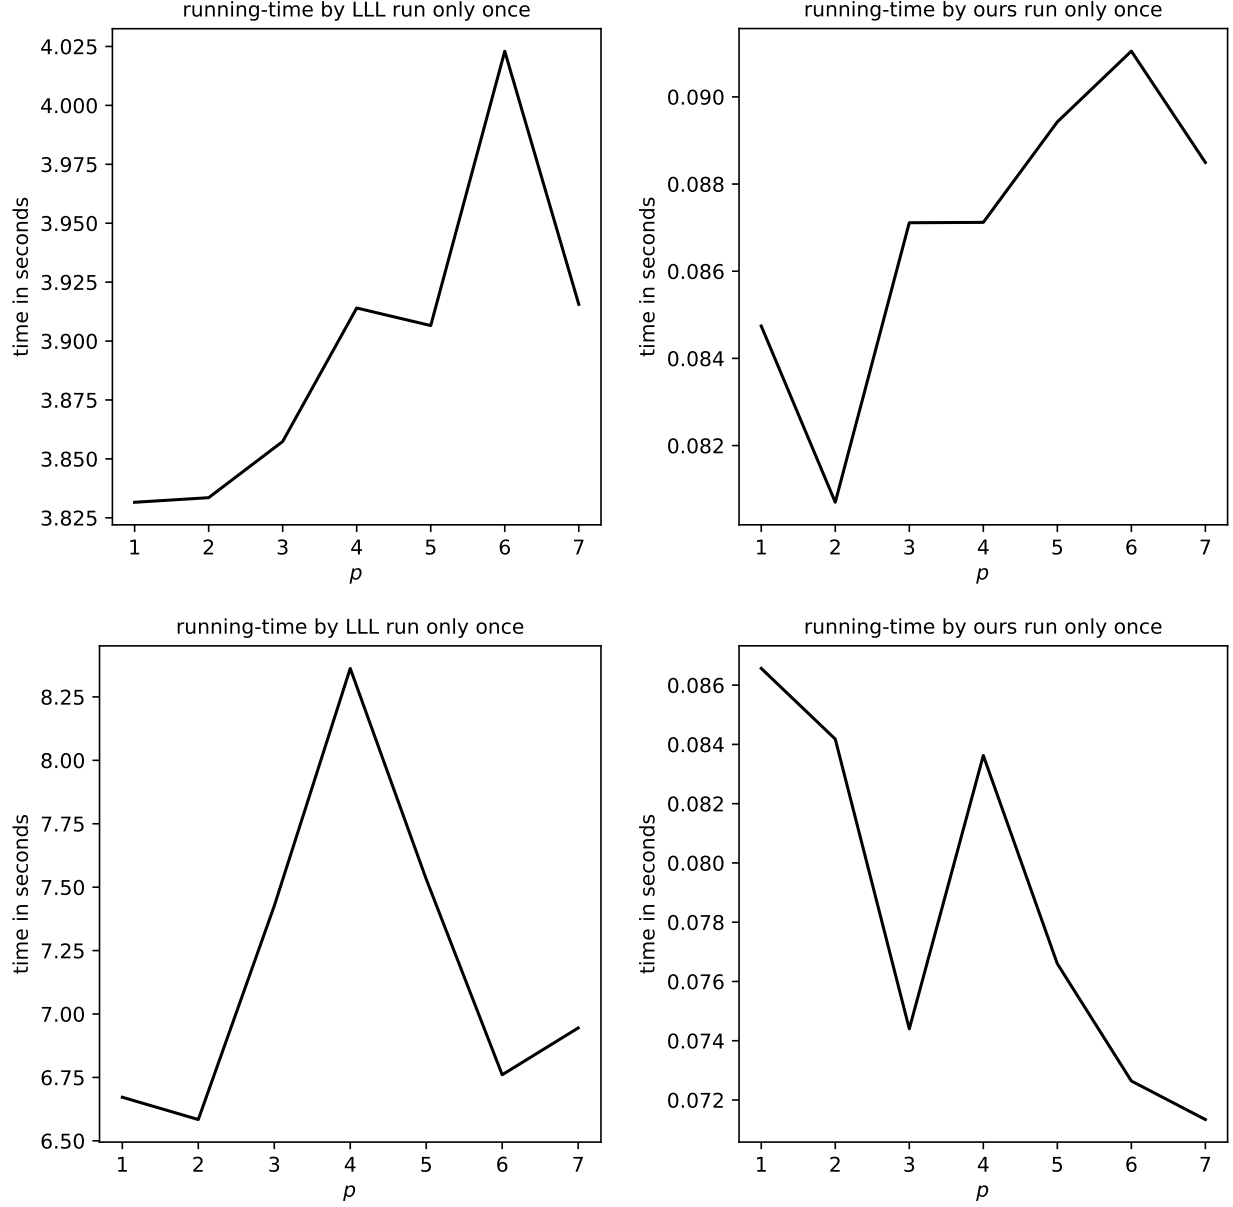 running-time by LLL run only once
4.025
4.000
3.975
3.950
3.925
3.900
3.875
3.850
3.825
time in seconds
1 2 3 4 5 6 7
p
running-time by ours run only once
0.090
0.088
0.086
0.084
0.082
time in seconds
1 2 3 4 5 6 7
p
running-time by LLL run only once
8.25
8.00
7.75
7.50
7.25
7.00
6.75
6.50
time in seconds
1 2 3 4 5 6 7
p
running-time by ours run only once
0.086
0.084
0.082
0.080
0.078
0.076
0.074
0.072
time in seconds
1 2 3 4 5 6 7
p